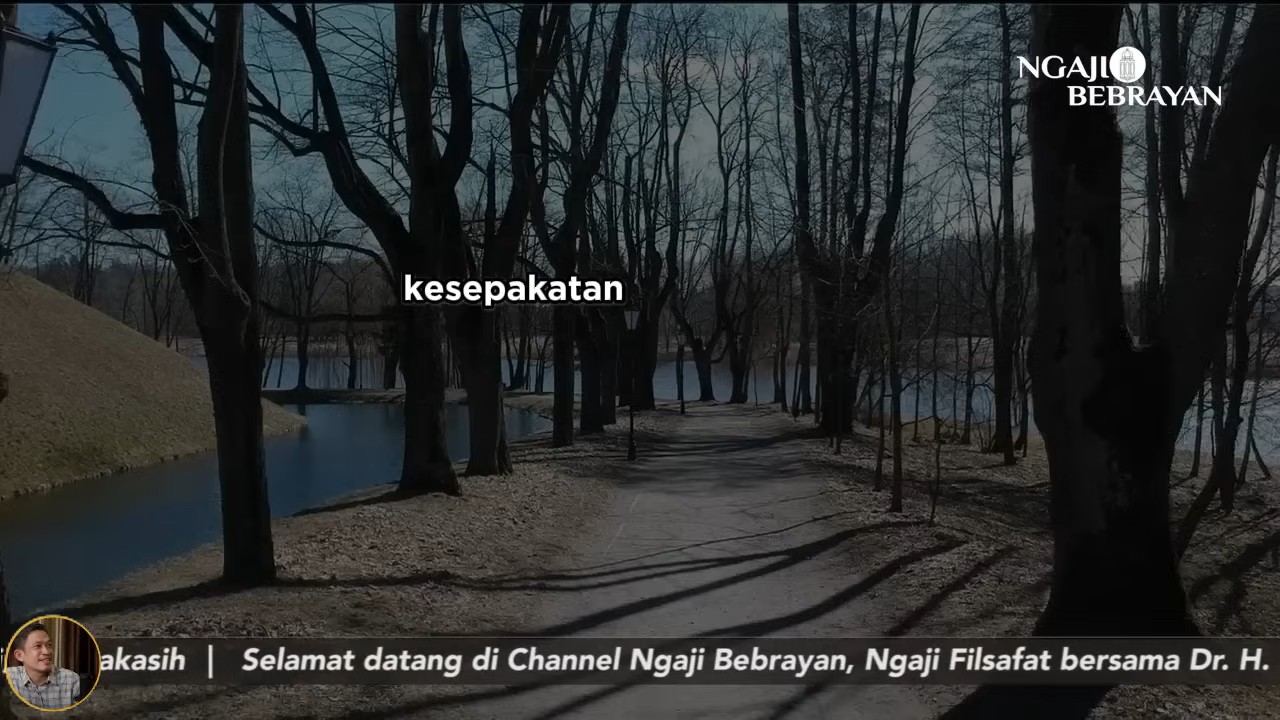 NGAJI
BEBRAYAN
kesepakatan
akasih | Selamat datang di Channel Ngaji Bebrayan, Ngaji Filsafat bersama Dr. H.